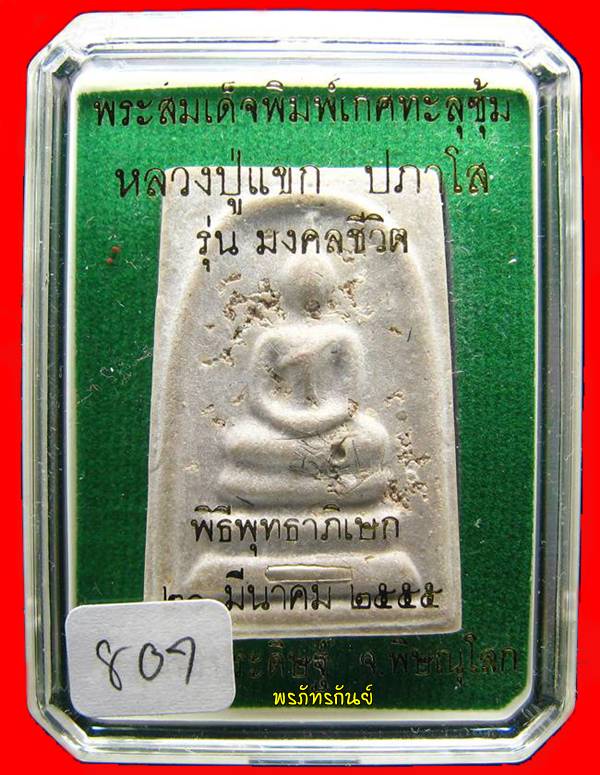 พระสมเด็จพิมพ์เกศทะลุซุ้ม
หลวงปู่แขก ปภาโส
รุ่น มงคลชีวิต
พิธีพุทธาภิเษก
มีนาคม ๒๕๕๕
จ.พิษณุโลก
807
พรภัทรกันย์